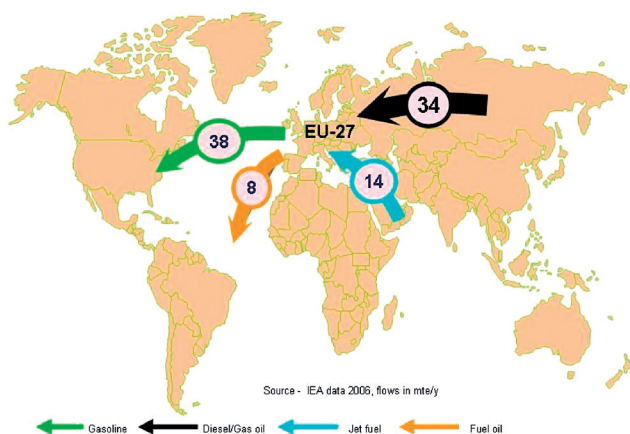 34
EU-27
38
8
14
Source - IEA data 2006, flows in mte/y
Gasoline Diesel/Gas oil Jet fuel Fuel oil